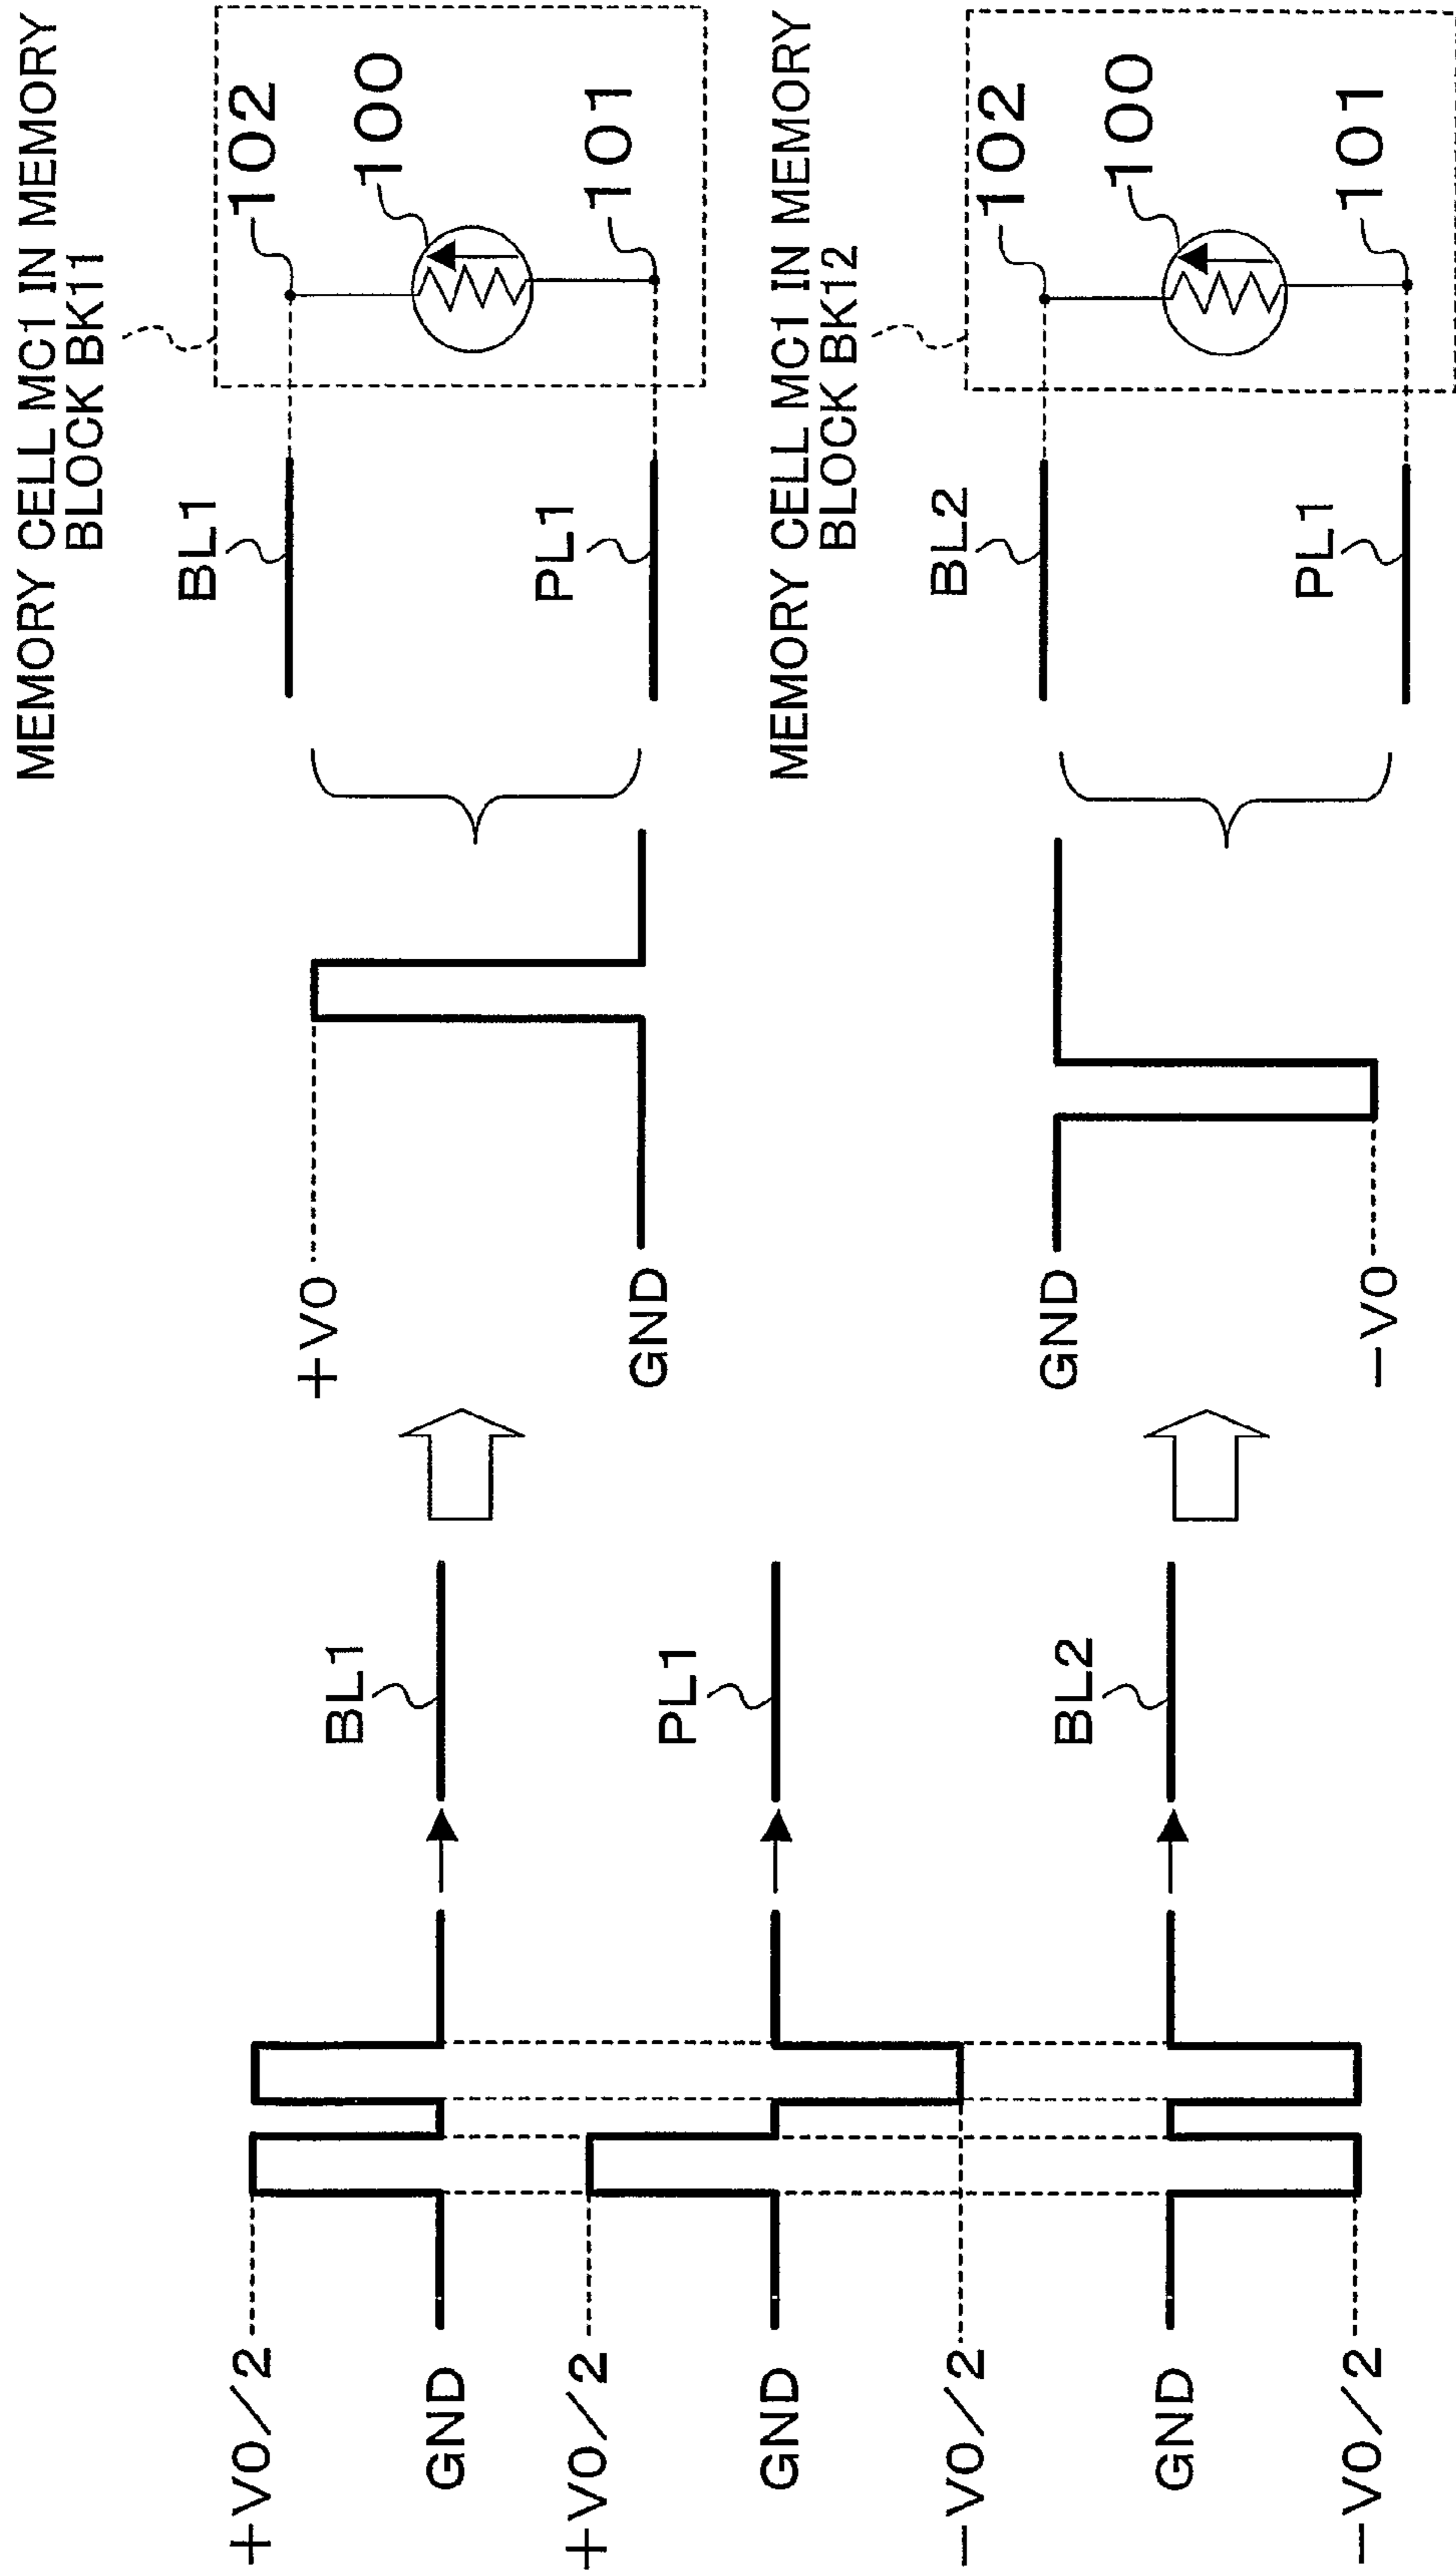 +V0/2
GND
+V0/2
GND
-V0/2
GND
-V0/2
BL1
PL1
BL2
+V0
GND
GND
-V0
MEMORY CELL MC1 IN MEMORY
BLOCK BK11
BL1
PL1
102
100
101
MEMORY CELL MC1 IN MEMORY
BLOCK BK12
BL2
PL1
102
100
101